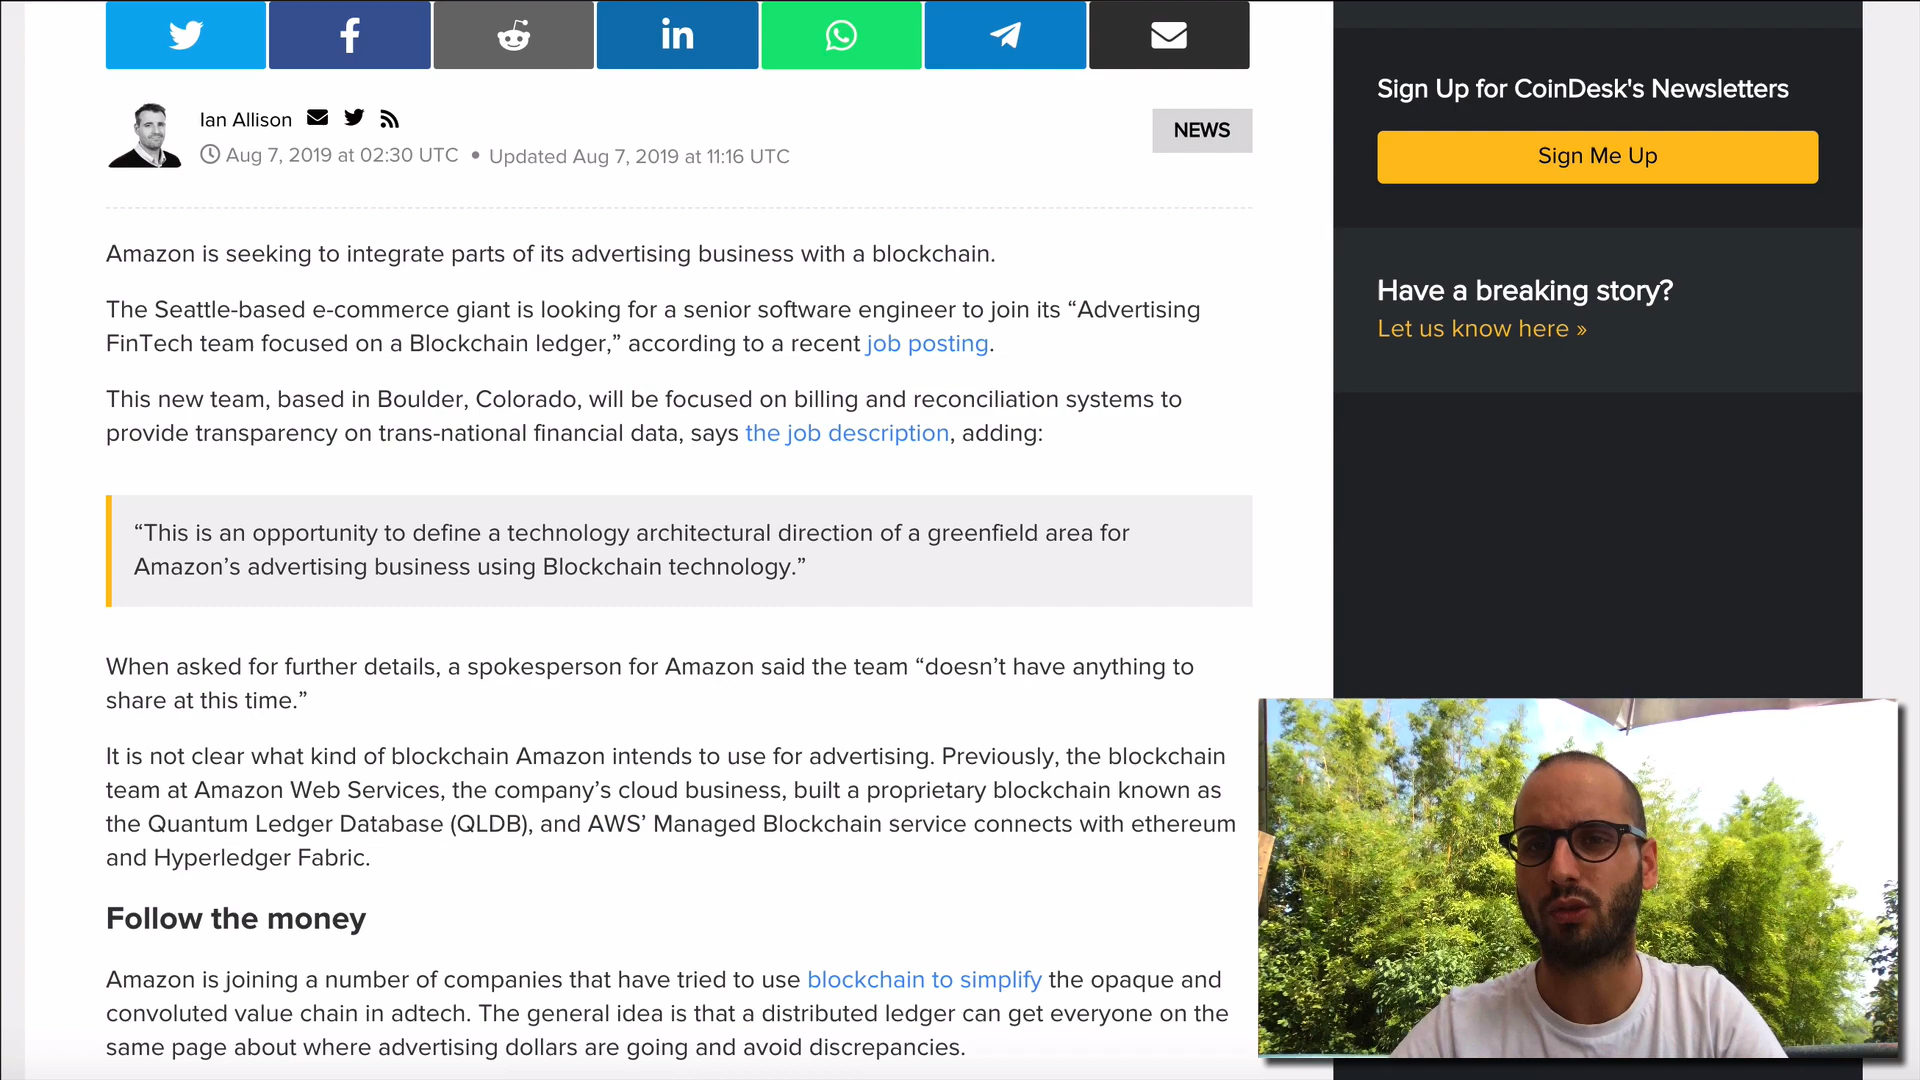 Ian Allison
Aug 7, 2019 at 02:30 UTC • Updated Aug 7, 2019 at 11:16 UTC
NEWS
Amazon is seeking to integrate parts of its advertising business with a blockchain.
The Seattle-based e-commerce giant is looking for a senior software engineer to join its “Advertising
FinTech team focused on a Blockchain ledger,” according to a recent job posting.
This new team, based in Boulder, Colorado, will be focused on billing and reconciliation systems to
provide transparency on trans-national financial data, says the job description, adding:
“This is an opportunity to define a technology architectural direction of a greenfield area for
Amazon’s advertising business using Blockchain technology.”
When asked for further details, a spokesperson for Amazon said the team “doesn’t have anything to
share at this time.”
It is not clear what kind of blockchain Amazon intends to use for advertising. Previously, the blockchain
team at Amazon Web Services, the company’s cloud business, built a proprietary blockchain known as
the Quantum Ledger Database (QLDB), and AWS’ Managed Blockchain service connects with ethereum
and Hyperledger Fabric.
Follow the money
Amazon is joining a number of companies that have tried to use blockchain to simplify the opaque and
convoluted value chain in adtech. The general idea is that a distributed ledger can get everyone on the
same page about where advertising dollars are going and avoid discrepancies.
Sign Up for CoinDesk's Newsletters
Sign Me Up
Have a breaking story?
Let us know here »